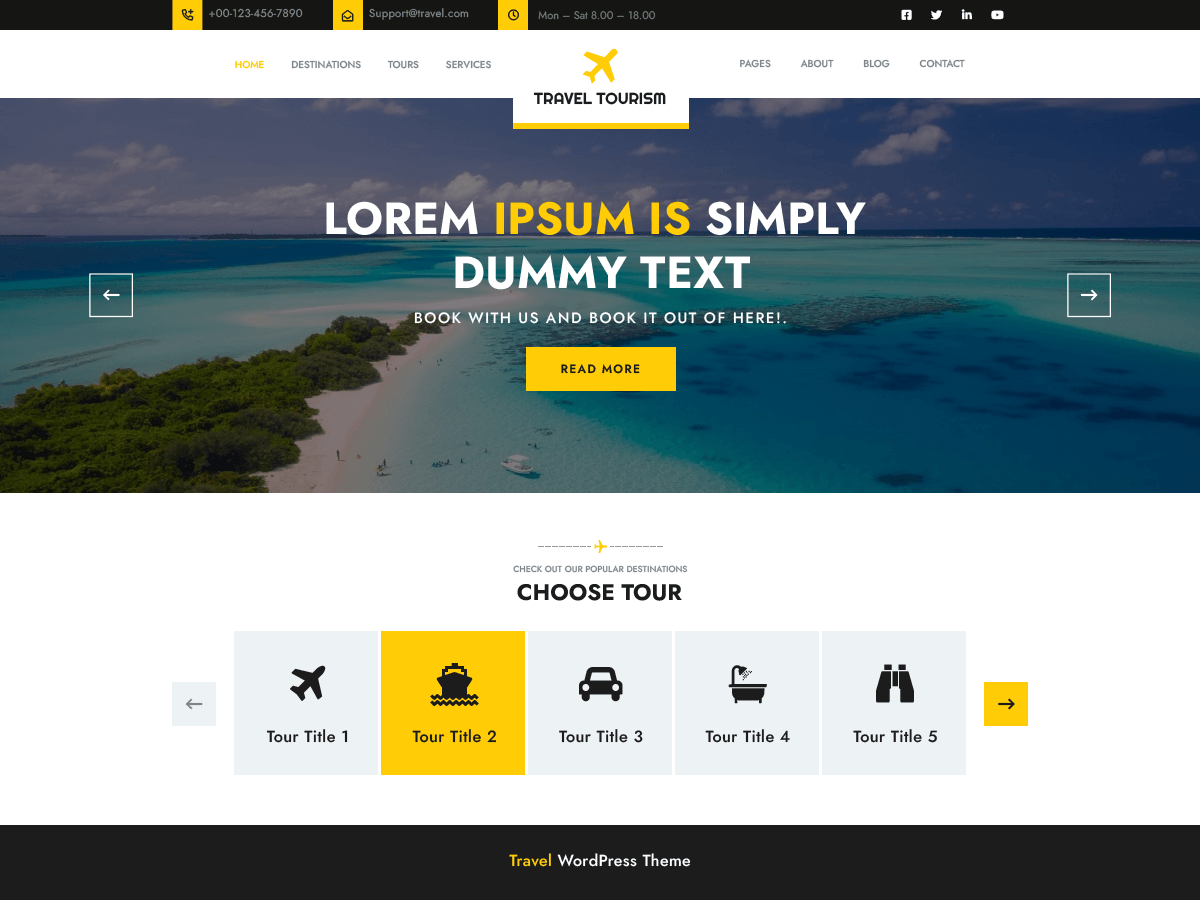 +00-123-456-7890 Support@travel.com Mon – Sat 8.00 – 18.00
HOME DESTINATIONS TOURS SERVICES
TRAVEL TOURISM
PAGES ABOUT BLOG CONTACT
LOREM IPSUM IS SIMPLY
DUMMY TEXT
BOOK WITH US AND BOOK IT OUT OF HERE!.
READ MORE
CHECK OUT OUR POPULAR DESTINATIONS
CHOOSE TOUR
Tour Title 1 Tour Title 2 Tour Title 3 Tour Title 4 Tour Title 5
Travel WordPress Theme